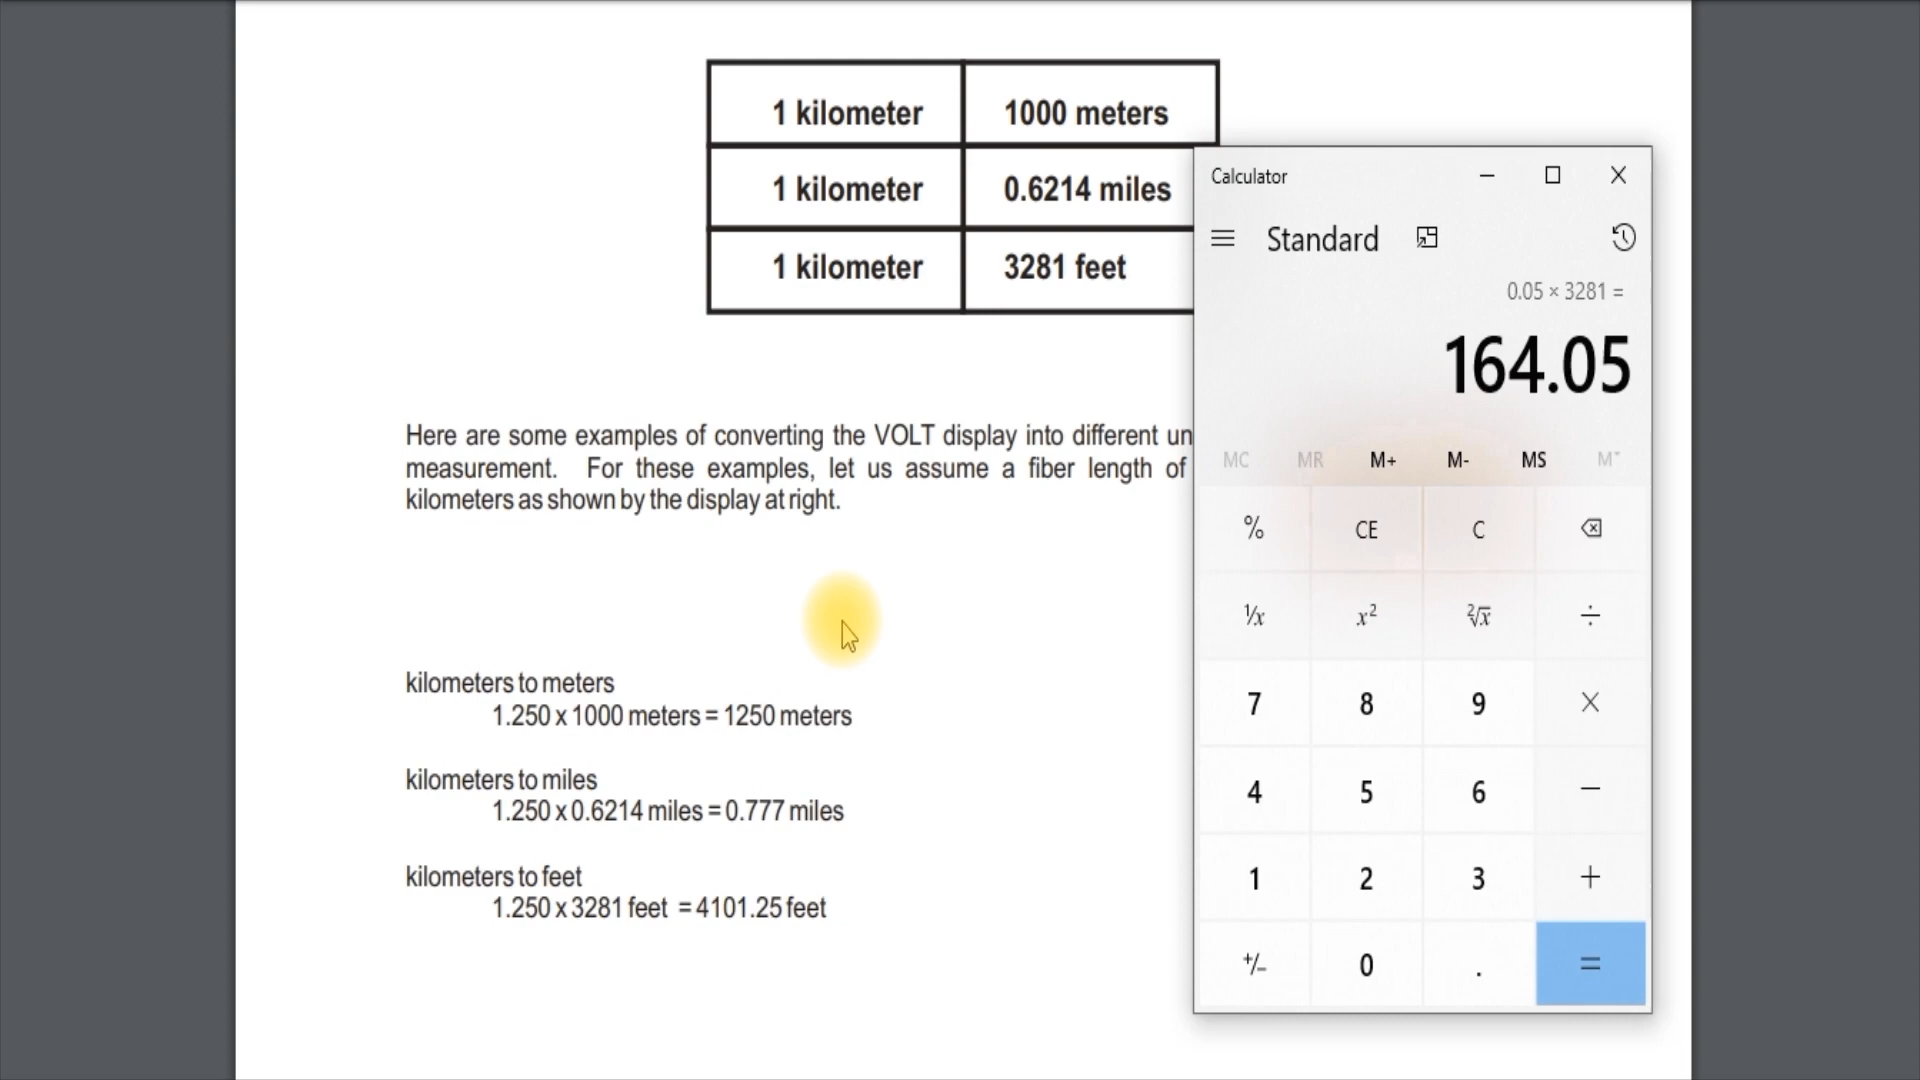 1 kilometer 1000 meters
1 kilometer 0.6214 miles
1 kilometer 3281 feet
Here are some examples of converting the VOLT display into different un
measurement. For these examples, let us assume a fiber length of
kilometers as shown by the display at right.
kilometers to meters
1.250 x 1000 meters = 1250 meters
kilometers to miles
1.250 x 0.6214 miles = 0.777 miles
kilometers to feet
1.250 x 3281 feet = 4101.25 feet
Calculator
Standard
0.05 × 3281 =
164.05
MC MR M+ M- MS M˅
% CE C
¹⁄x x² ²√x ÷
7 8 9 ×
4 5 6 −
1 2 3 +
+/− 0 . =